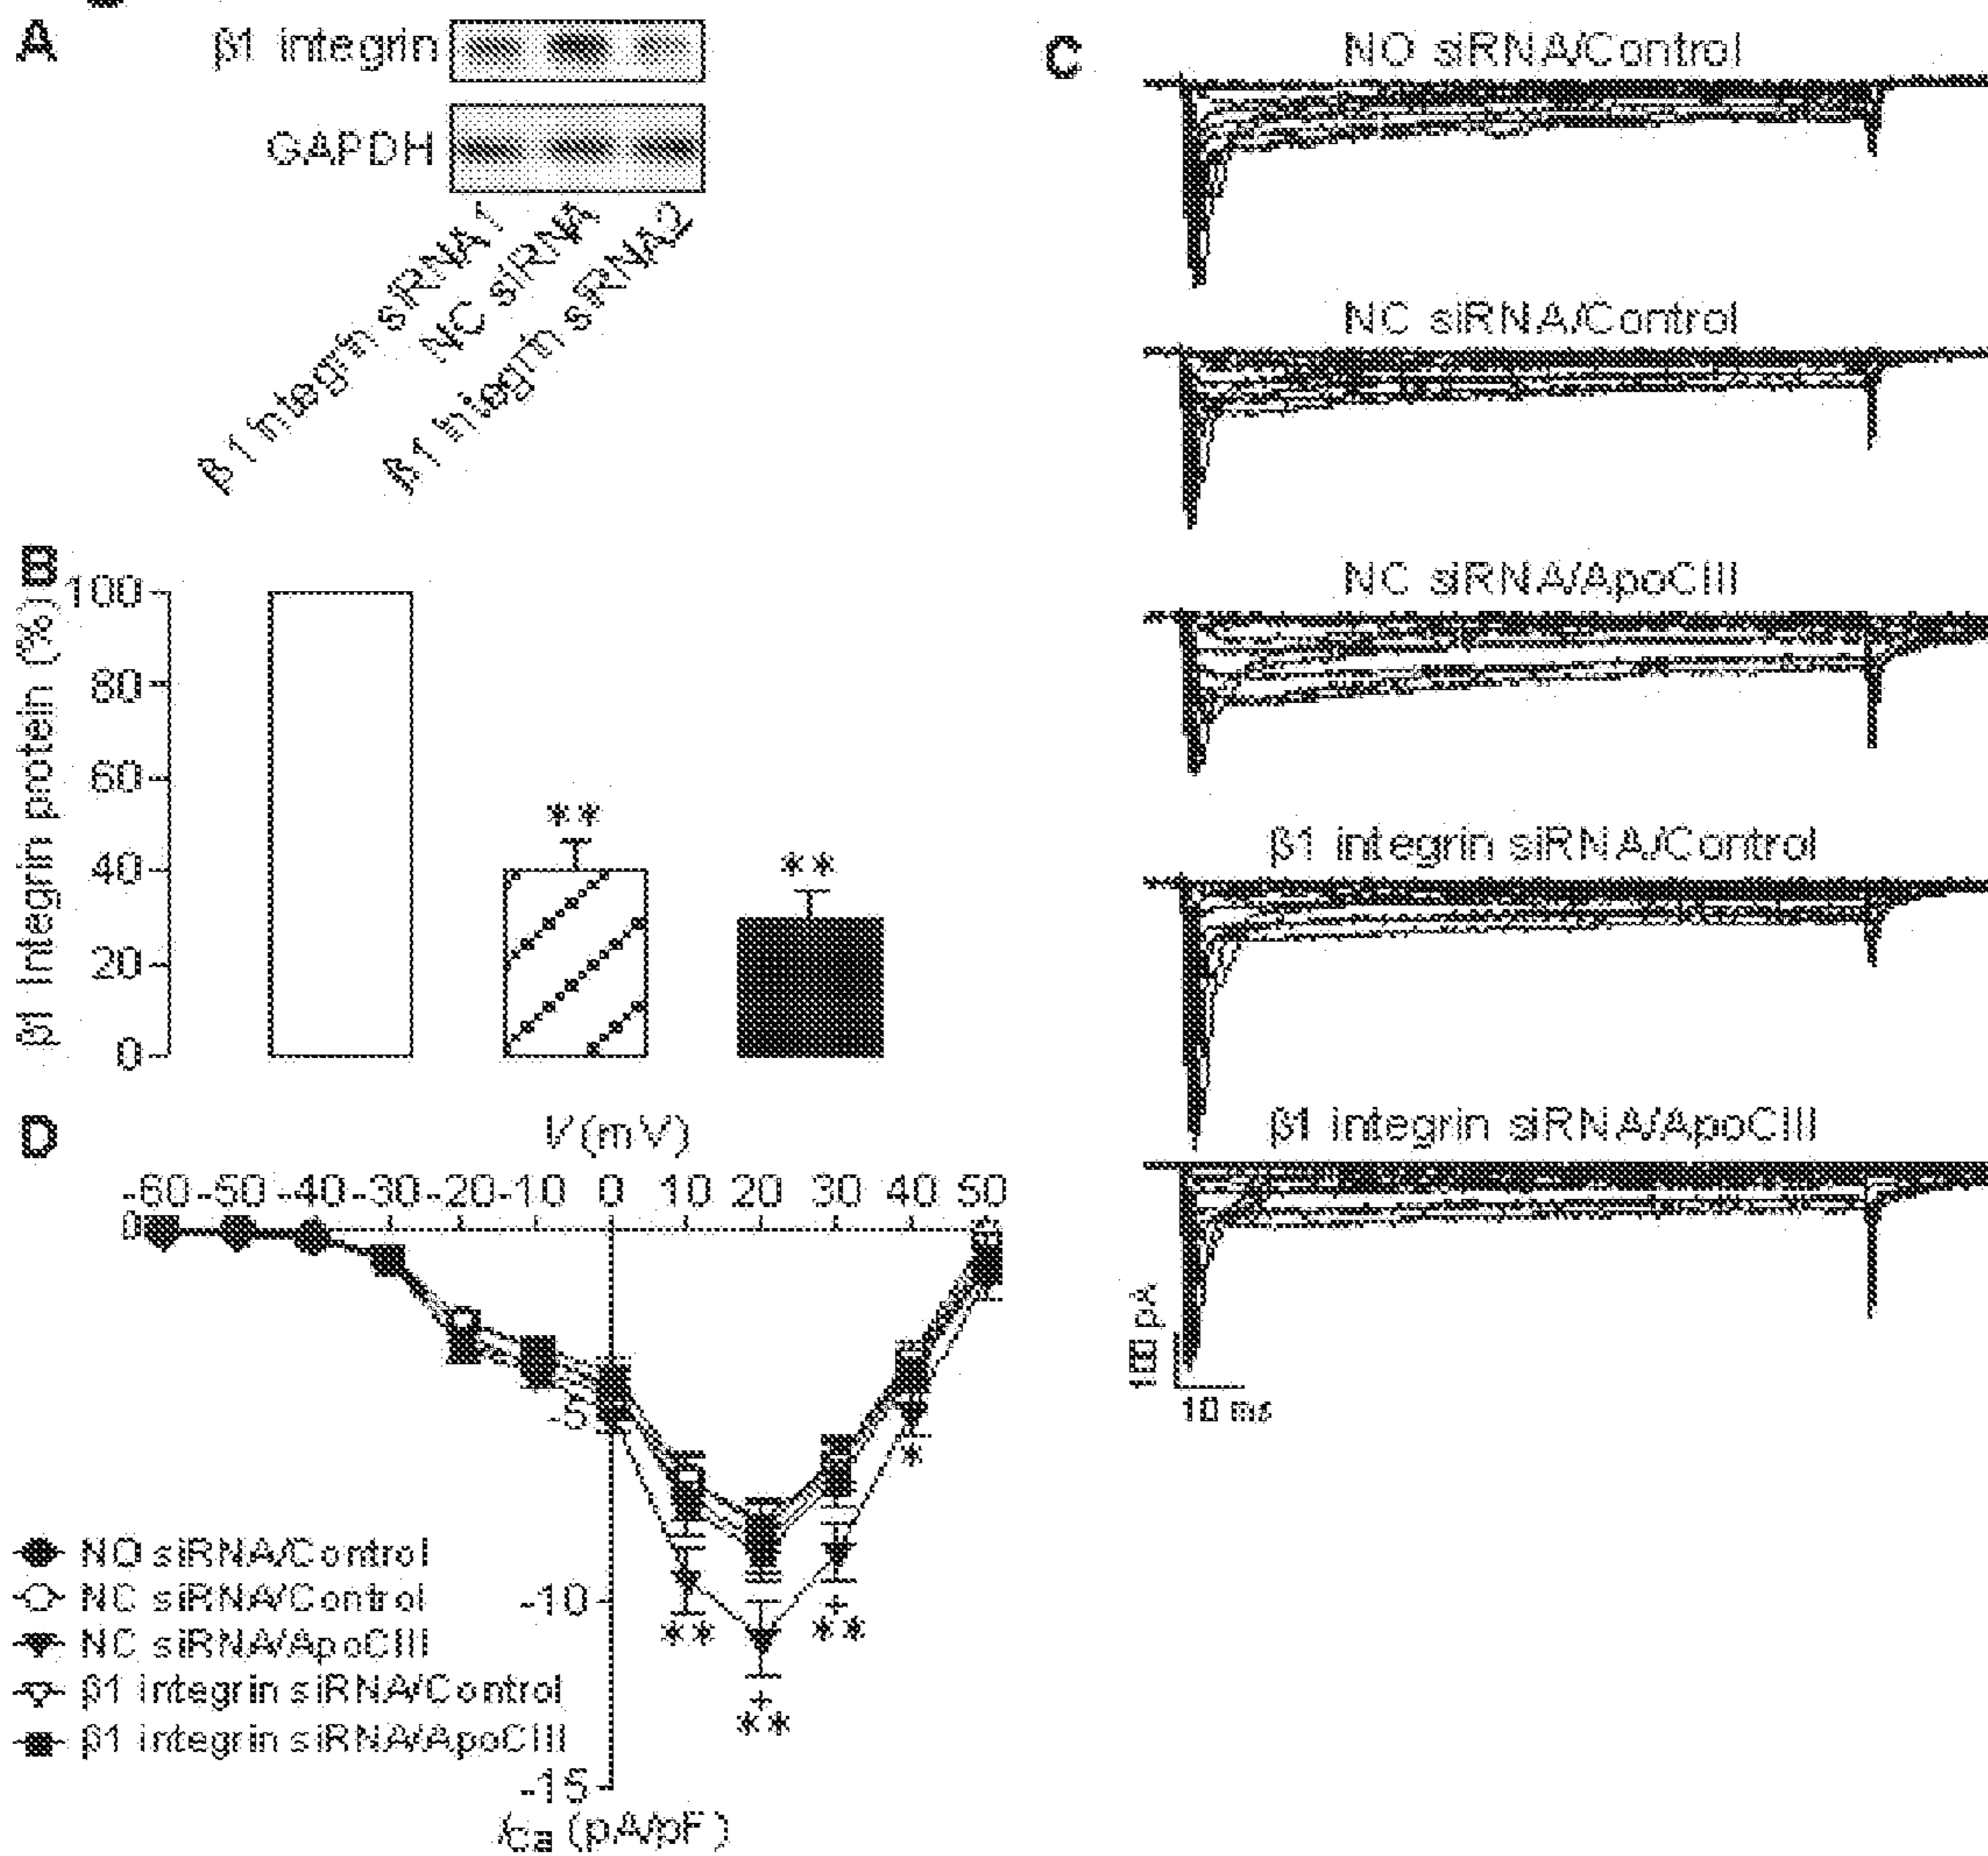 A
β1 integrin
GAPDH
β1 integrin siRNA1
NC siRNA
β1 integrin siRNA2
B
β1 Integrin protein (%)
100
80
60
40
20
0
**
**
C
NO siRNA/Control
NC siRNA/Control
NC siRNA/ApoCIII
β1 integrin siRNA/Control
β1 integrin siRNA/ApoCIII
100 pA
10 ms
D
V (mV)
-60 -50 -40 -30 -20 -10 0 10 20 30 40 50
0
-5
-10
-15
*
**
+
**
+
**
NO siRNA/Control
NC siRNA/Control
NC siRNA/ApoCIII
β1 integrin siRNA/Control
β1 integrin siRNA/ApoCIII
ICa (pA/pF)